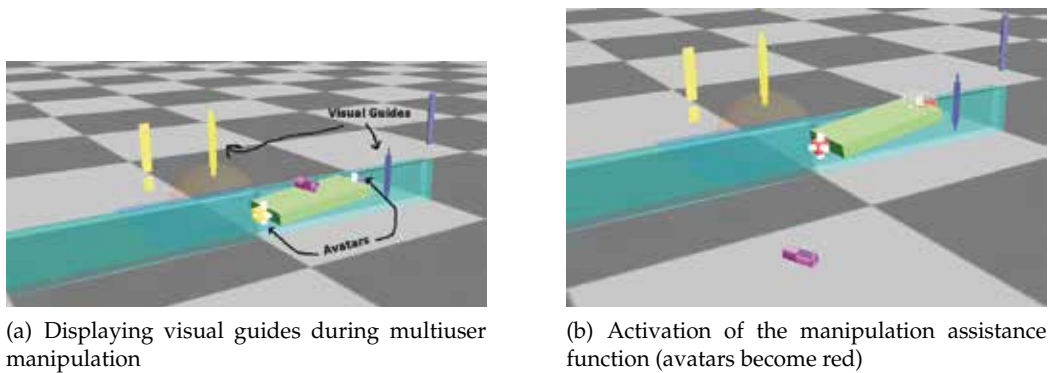 Visual Guides
Avatars
(a) Displaying visual guides during multiuser
manipulation
(b) Activation of the manipulation assistance
function (avatars become red)